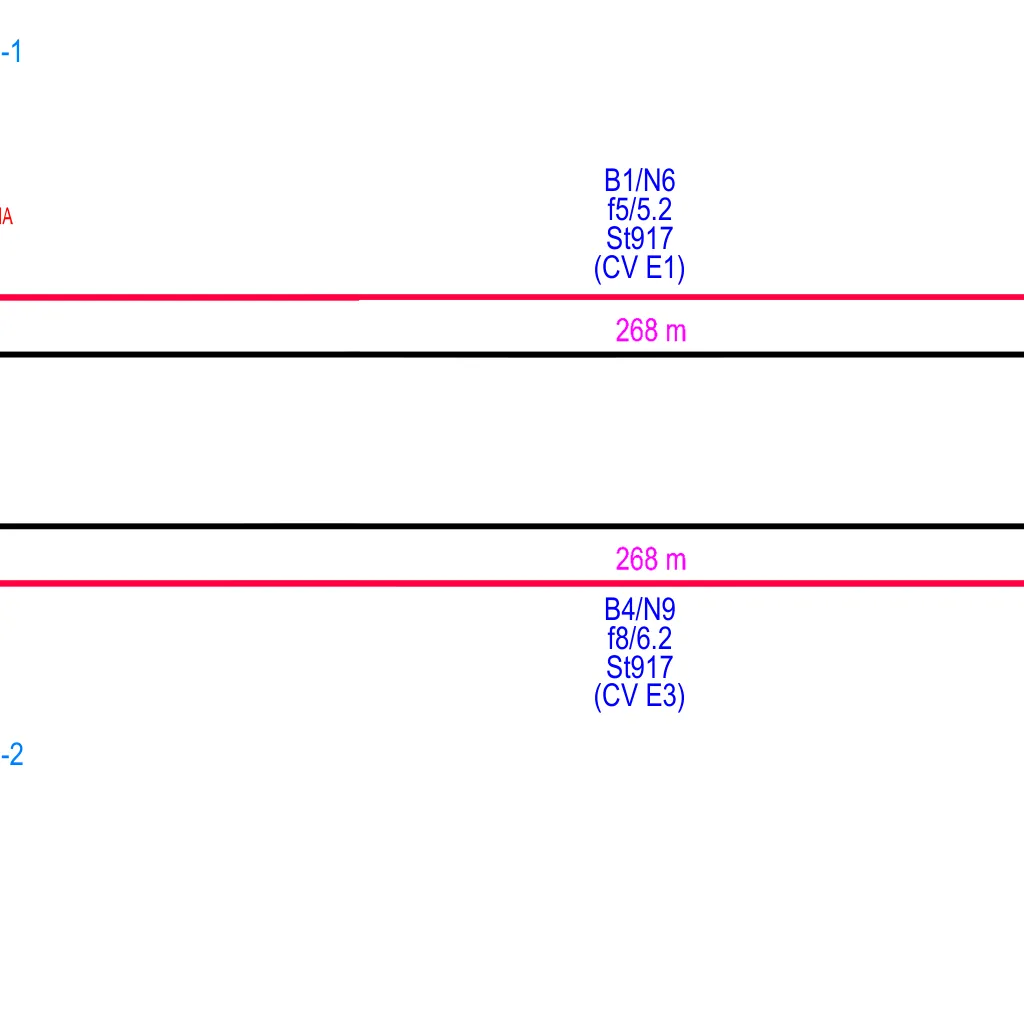 -1
B1/N6
f5/5.2
St917
(CV E1)
268 m
268 m
B4/N9
f8/6.2
St917
(CV E3)
-2